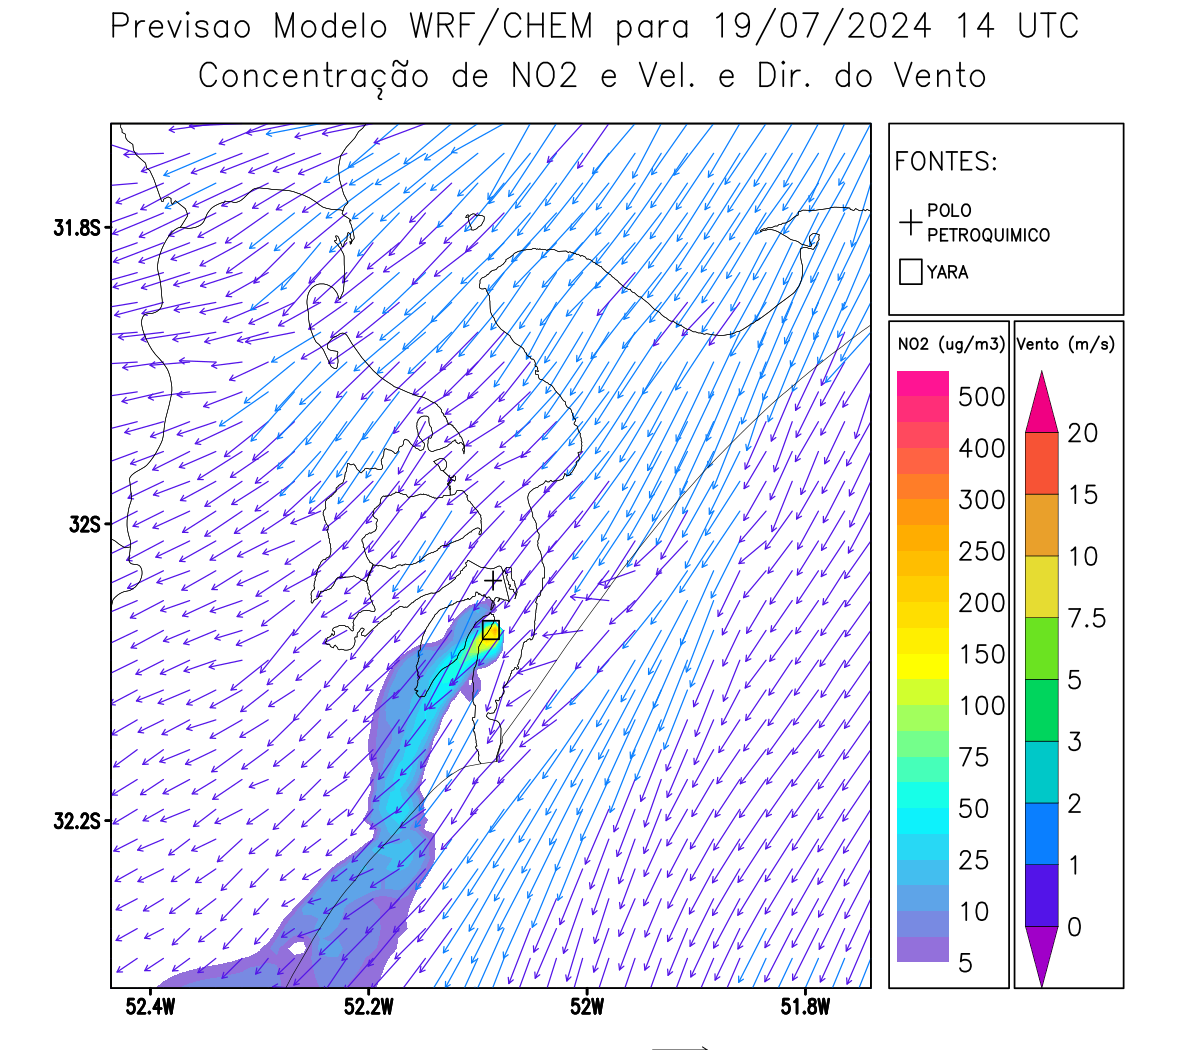 Previsao Modelo WRF/CHEM para 19/07/2024 14 UTC
Concentração de NO2 e Vel. e Dir. do Vento
FONTES:
POLO
PETROQUIMICO
YARA
NO2 (ug/m3)
500
400
300
250
200
150
100
75
50
25
10
5
Vento (m/s)
20
15
10
7.5
5
3
2
1
0
31.8S
32S
32.2S
52.4W 52.2W 52W 51.8W